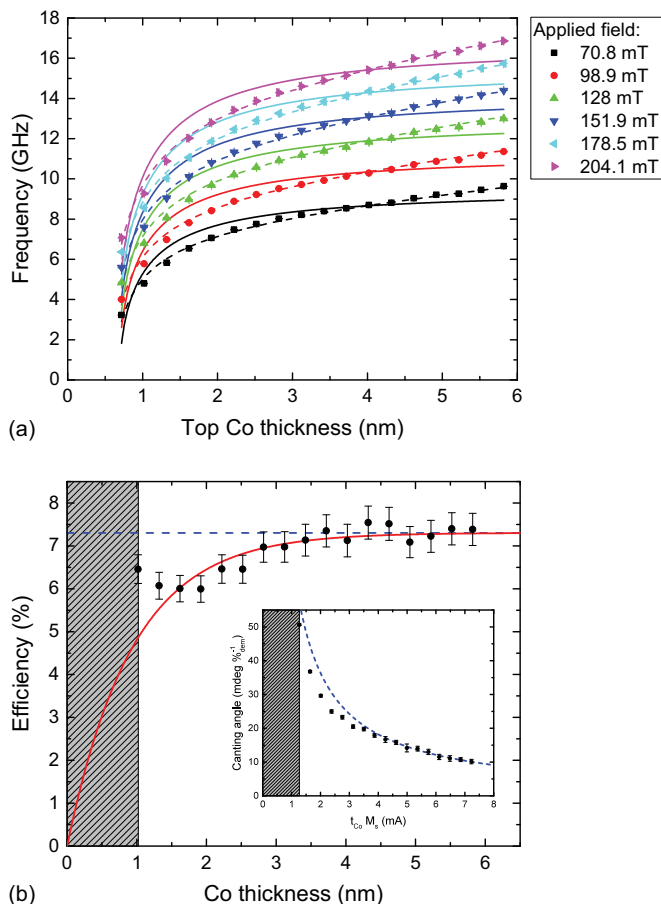 18
16
14
12
10
8
6
4
2
0
Frequency (GHz)
0 1 2 3 4 5 6
Top Co thickness (nm)
(a)
Applied field:
70.8 mT
98.9 mT
128 mT
151.9 mT
178.5 mT
204.1 mT
8
7
6
5
4
3
2
1
0
Efficiency (%)
50
40
30
20
10
0
Canting angle (mdeg %⁻¹dem)
0 1 2 3 4 5 6 7 8
t_Co M_s (mA)
0 1 2 3 4 5 6
Co thickness (nm)
(b)